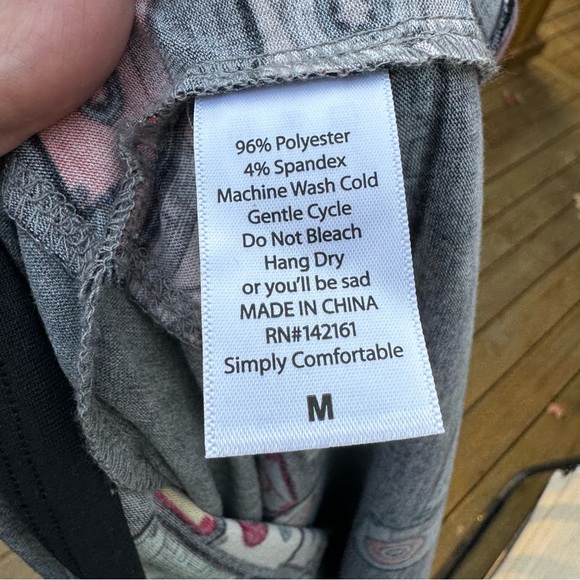 96% Polyester
4% Spandex
Machine Wash Cold
Gentle Cycle
Do Not Bleach
Hang Dry
or you'll be sad
MADE IN CHINA
RN#142161
Simply Comfortable
M